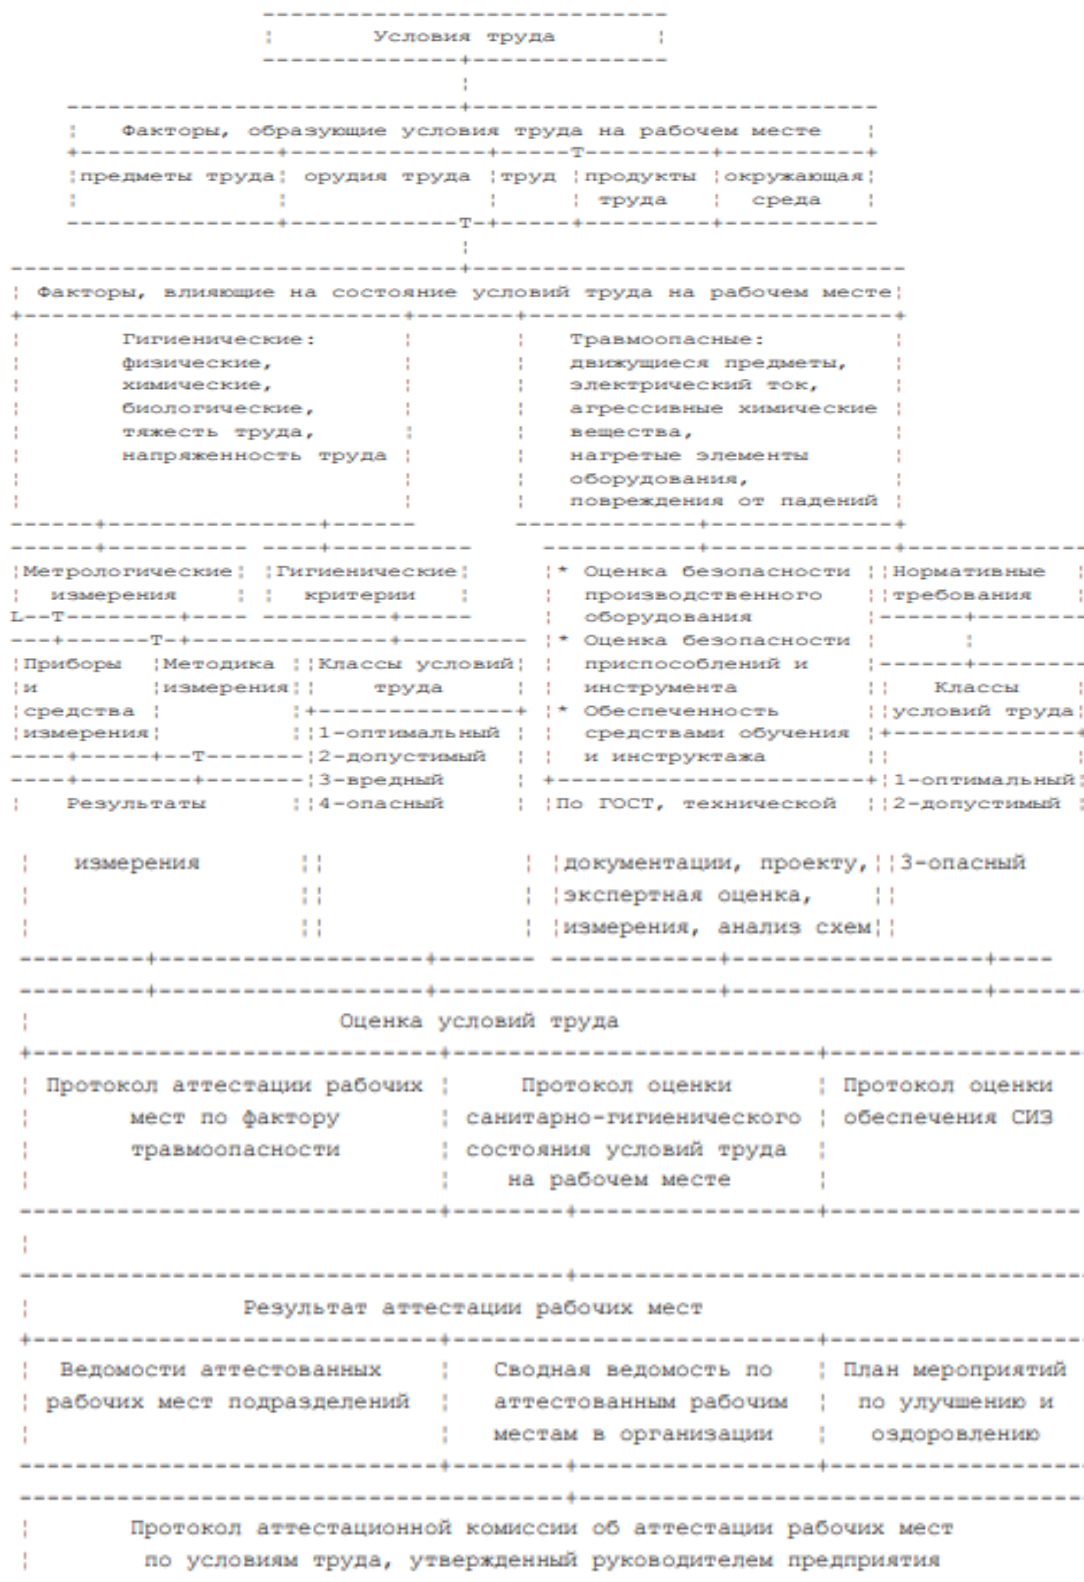 Условия труда
Факторы, образующие условия труда на рабочем месте
предметы труда орудия труда труд продукты окружающая
труда среда
Факторы, влияющие на состояние условий труда на рабочем месте
Гигиенические: Травмоопасные:
физические, движущиеся предметы,
химические, электрический ток,
биологические, агрессивные химические
тяжесть труда, вещества,
напряженность труда нагретые элементы
оборудования,
повреждения от падений
Метрологические Гигиенические * Оценка безопасности Нормативные
измерения критерии производственного требования
оборудования
* Оценка безопасности
Приборы Методика Классы условий приспособлений и
и измерения труда инструмента Классы
средства * Обеспеченность условий труда
измерения 1-оптимальный средствами обучения
2-допустимый и инструктажа
3-вредный 1-оптимальный
Результаты 4-опасный По ГОСТ, технической 2-допустимый
измерения документации, проекту, 3-опасный
экспертная оценка,
измерения, анализ схем
Оценка условий труда
Протокол аттестации рабочих Протокол оценки Протокол оценки
мест по фактору санитарно-гигиенического обеспечения СИЗ
травмоопасности состояния условий труда
на рабочем месте
Результат аттестации рабочих мест
Ведомости аттестованных Сводная ведомость по План мероприятий
рабочих мест подразделений аттестованным рабочим по улучшению и
местам в организации оздоровлению
Протокол аттестационной комиссии об аттестации рабочих мест
по условиям труда, утвержденный руководителем предприятия